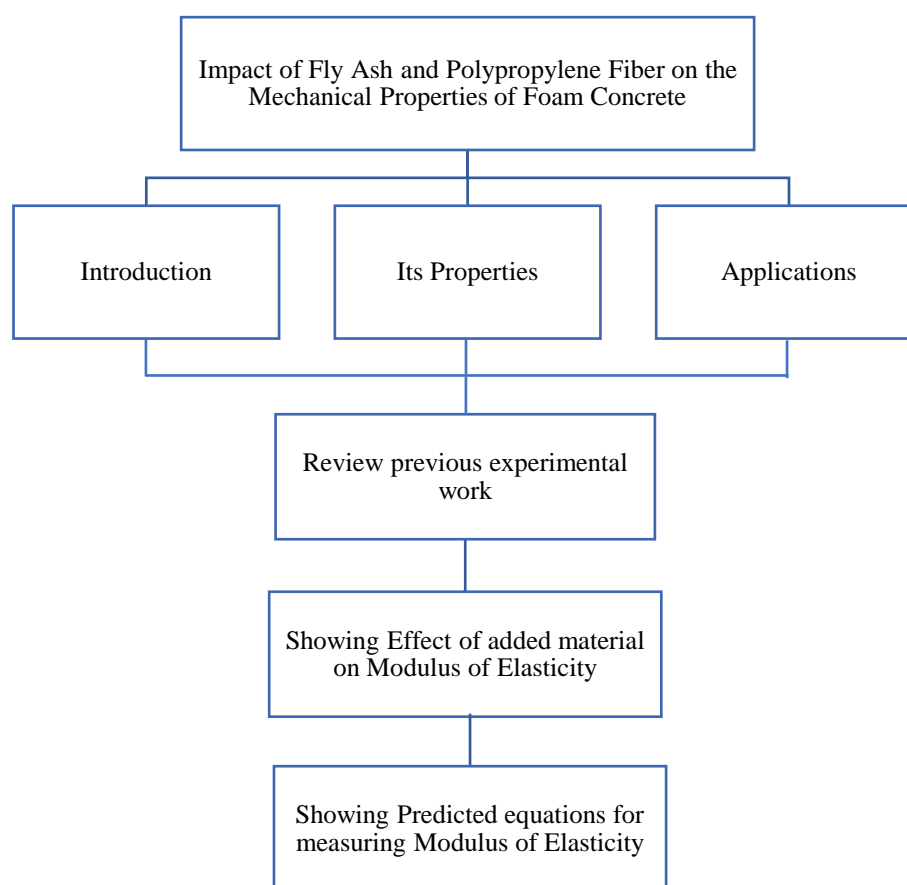 Impact of Fly Ash and Polypropylene Fiber on the
Mechanical Properties of Foam Concrete
Introduction
Its Properties
Applications
Review previous experimental
work
Showing Effect of added material
on Modulus of Elasticity
Showing Predicted equations for
measuring Modulus of Elasticity